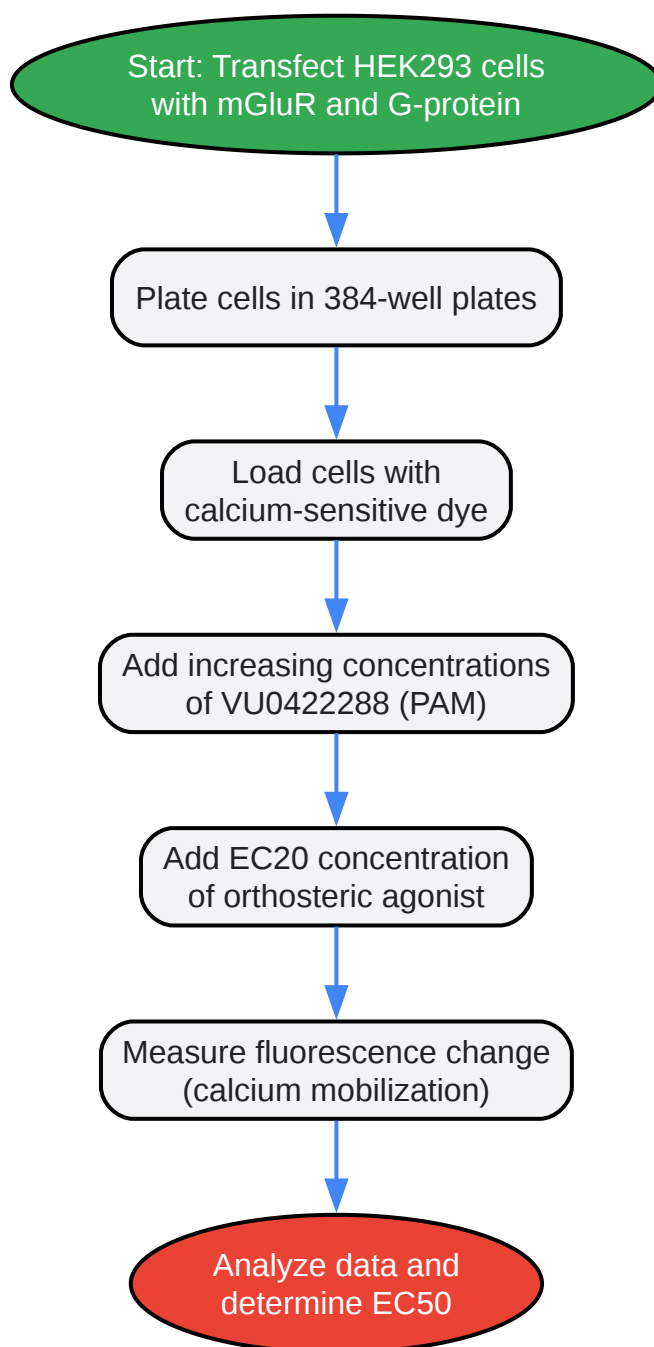 Start: Transfect HEK293 cells
with mGluR and G-protein
Plate cells in 384-well plates
Load cells with
calcium-sensitive dye
Add increasing concentrations
of VU0422288 (PAM)
Add EC20 concentration
of orthosteric agonist
Measure fluorescence change
(calcium mobilization)
Analyze data and
determine EC50